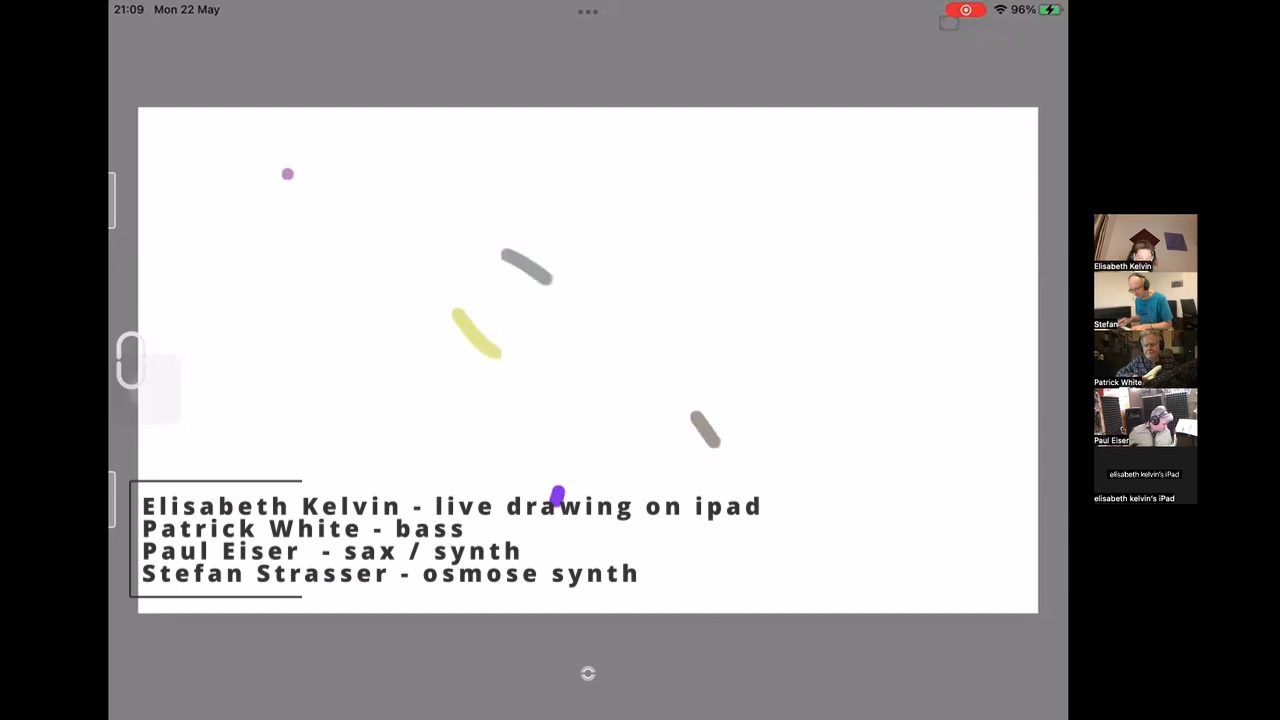 21:09 Mon 22 May
96%
Elisabeth Kelvin
Stefan
Patrick White
Paul Eiser
elisabeth kelvin's iPad
elisabeth kelvin's iPad
Elisabeth Kelvin - live drawing on ipad
Patrick White - bass
Paul Eiser - sax / synth
Stefan Strasser - osmose synth